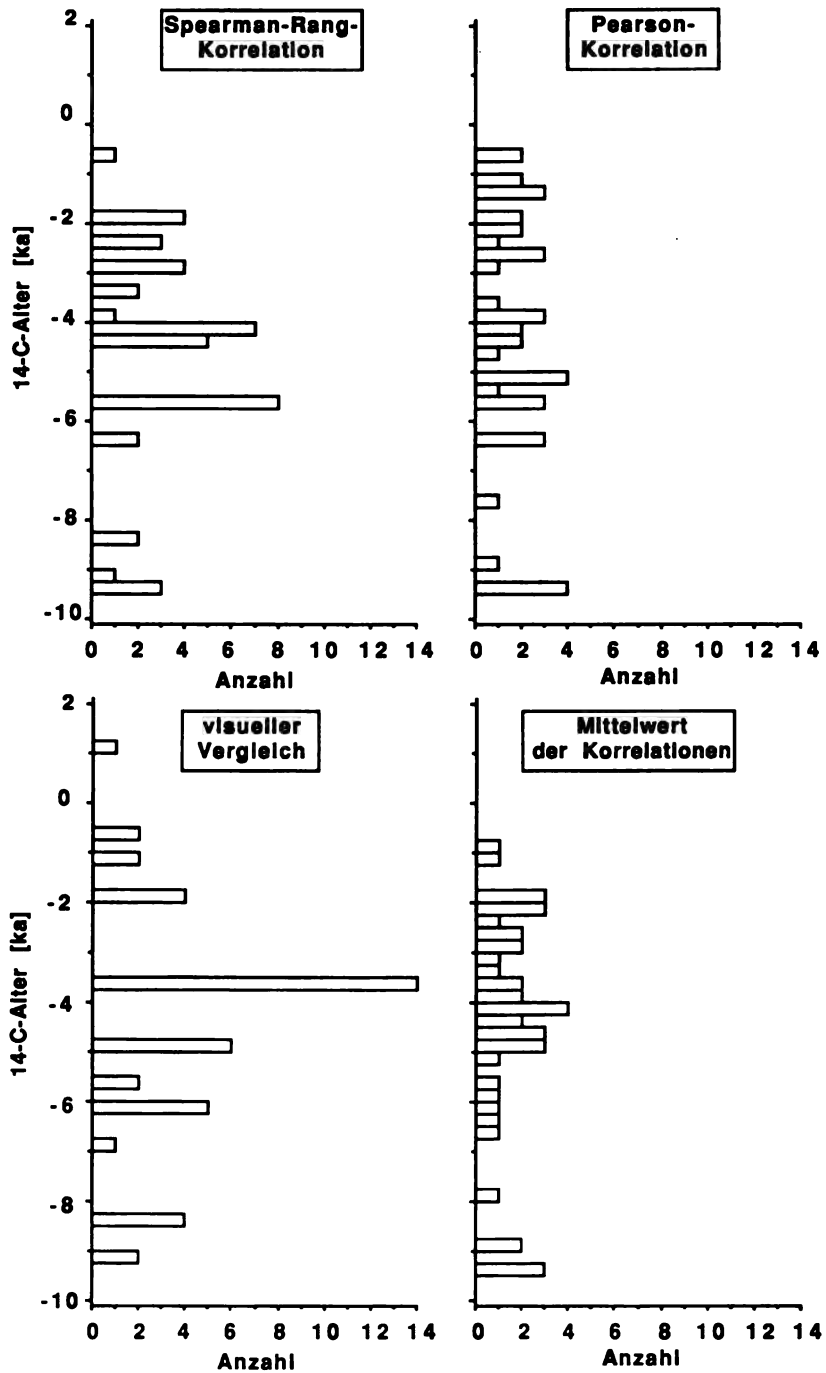 Spearman-Rang-
Korrelation
14-C-Alter [ka]
2
0
-2
-4
-6
-8
-10
0 2 4 6 8 10 12 14
Anzahl
Pearson-
Korrelation
0 2 4 6 8 10 12 14
Anzahl
visueller
Vergleich
14-C-Alter [ka]
2
0
-2
-4
-6
-8
-10
0 2 4 6 8 10 12 14
Anzahl
Mittelwert
der Korrelationen
0 2 4 6 8 10 12 14
Anzahl